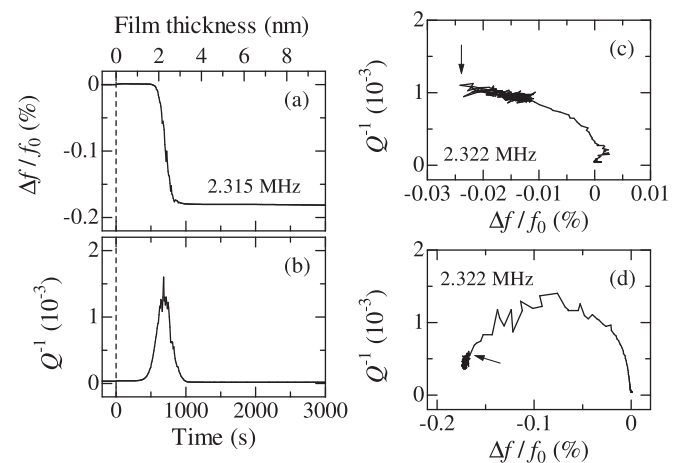 Film thickness (nm)
0 2 4 6 8
0
-0.1
-0.2
Δf / f₀ (%)
(a)
2.315 MHz
2
1
0
Q⁻¹ (10⁻³)
(b)
0 1000 2000 3000
Time (s)
2
1
0
Q⁻¹ (10⁻³)
(c)
2.322 MHz
-0.03 -0.02 -0.01 0 0.01
Δf / f₀ (%)
2
1
0
Q⁻¹ (10⁻³)
2.322 MHz
(d)
-0.2 -0.1 0
Δf / f₀ (%)